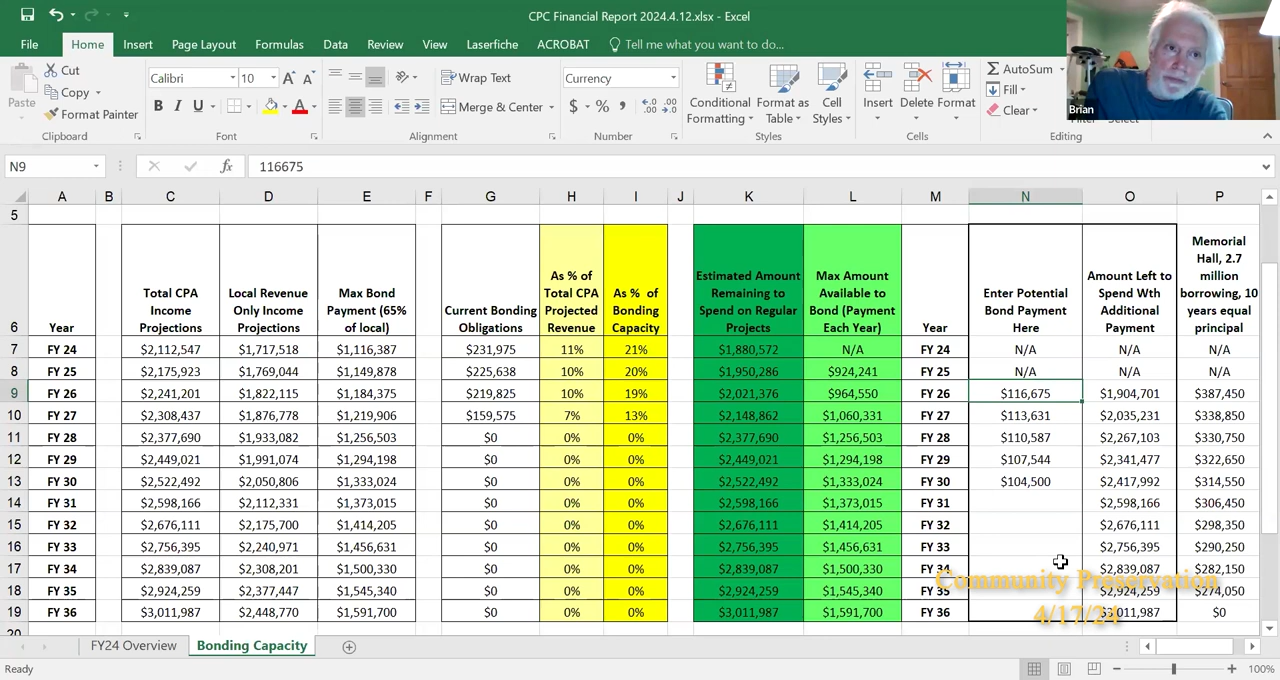 CPC Financial Report 2024.4.12.xlsx - Excel
File Home Insert Page Layout Formulas Data Review View Laserfiche ACROBAT Tell me what you want to do...
Paste
Cut
Copy
Format Painter
Clipboard
Calibri 10
B I U
Font
Wrap Text
Merge & Center
Alignment
Currency
$ % ,
Number
Conditional Formatting
Format as Table
Cell Styles
Styles
Insert Delete Format
Cells
AutoSum
Fill
Clear
Editing
Brian
N9 fx 116675
A B C D E F G H I J K L M N O P
5
6 Year
Total CPA Income Projections
Local Revenue Only Income Projections
Max Bond Payment (65% of local)
Current Bonding Obligations
As % of Total CPA Projected Revenue
As % of Bonding Capacity
Estimated Amount Remaining to Spend on Regular Projects
Max Amount Available to Bond (Payment Each Year)
Year
Enter Potential Bond Payment Here
Amount Left to Spend Wth Additional Payment
Memorial Hall, 2.7 million borrowing, 10 years equal principal
7 FY 24 $2,112,547 $1,717,518 $1,116,387 $231,975 11% 21% $1,880,572 N/A FY 24 N/A N/A N/A
8 FY 25 $2,175,923 $1,769,044 $1,149,878 $225,638 10% 20% $1,950,286 $924,241 FY 25 N/A N/A N/A
9 FY 26 $2,241,201 $1,822,115 $1,184,375 $219,825 10% 19% $2,021,376 $964,550 FY 26 $116,675 $1,904,701 $387,450
10 FY 27 $2,308,437 $1,876,778 $1,219,906 $159,575 7% 13% $2,148,862 $1,060,331 FY 27 $113,631 $2,035,231 $338,850
11 FY 28 $2,377,690 $1,933,082 $1,256,503 $0 0% 0% $2,377,690 $1,256,503 FY 28 $110,587 $2,267,103 $330,750
12 FY 29 $2,449,021 $1,991,074 $1,294,198 $0 0% 0% $2,449,021 $1,294,198 FY 29 $107,544 $2,341,477 $322,650
13 FY 30 $2,522,492 $2,050,806 $1,333,024 $0 0% 0% $2,522,492 $1,333,024 FY 30 $104,500 $2,417,992 $314,550
14 FY 31 $2,598,166 $2,112,331 $1,373,015 $0 0% 0% $2,598,166 $1,373,015 FY 31 $2,598,166 $306,450
15 FY 32 $2,676,111 $2,175,700 $1,414,205 $0 0% 0% $2,676,111 $1,414,205 FY 32 $2,676,111 $298,350
16 FY 33 $2,756,395 $2,240,971 $1,456,631 $0 0% 0% $2,756,395 $1,456,631 FY 33 $2,756,395 $290,250
17 FY 34 $2,839,087 $2,308,201 $1,500,330 $0 0% 0% $2,839,087 $1,500,330 FY 34 $2,839,087 $282,150
18 FY 35 $2,924,259 $2,377,447 $1,545,340 $0 0% 0% $2,924,259 $1,545,340 FY 35 $2,924,259 $274,050
19 FY 36 $3,011,987 $2,448,770 $1,591,700 $0 0% 0% $3,011,987 $1,591,700 FY 36 $3,011,987 $0
Community Preservation
4/17/24
FY24 Overview Bonding Capacity
Ready 100%